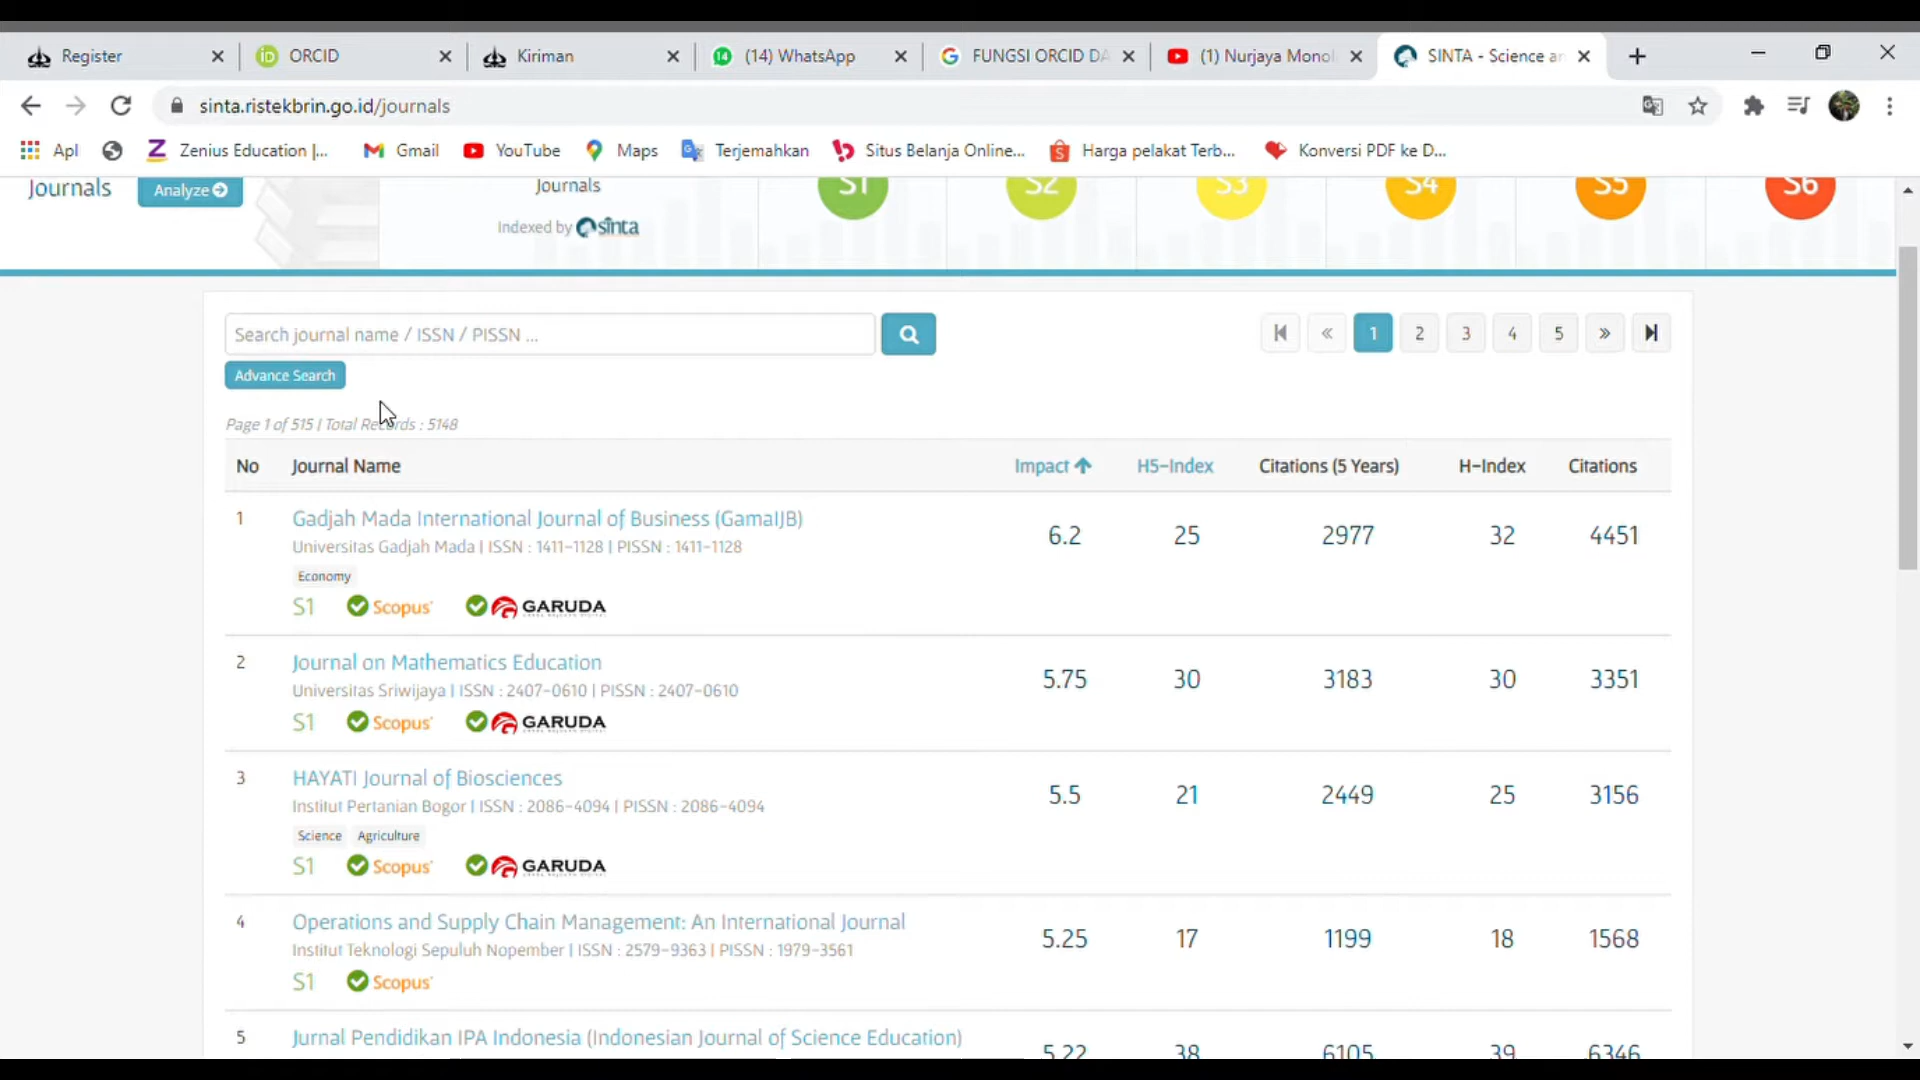 Register
ORCID
Kiriman
(14) WhatsApp
FUNGSI ORCID DA
(1) Nurjaya Monol
SINTA - Science an
sinta.ristekbrin.go.id/journals
Apl
Zenius Education |...
Gmail
YouTube
Maps
Terjemahkan
Situs Belanja Online...
Harga pelakat Terb...
Konversi PDF ke D...
Journals
Analyze
Journals
Indexed by sinta
S1 S2 S3 S4 S5 S6
Search journal name / ISSN / PISSN ...
1 2 3 4 5 »
Advance Search
Page 1 of 515 | Total Records : 5148
No Journal Name Impact H5-Index Citations (5 Years) H-Index Citations
1 Gadjah Mada International Journal of Business (GamaIJB)
Universitas Gadjah Mada | ISSN : 1411-1128 | PISSN : 1411-1128
6.2 25 2977 32 4451
Economy
S1 Scopus GARUDA
2 Journal on Mathematics Education
Universitas Sriwijaya | ISSN : 2407-0610 | PISSN : 2407-0610
5.75 30 3183 30 3351
S1 Scopus GARUDA
3 HAYATI Journal of Biosciences
Institut Pertanian Bogor | ISSN : 2086-4094 | PISSN : 2086-4094
5.5 21 2449 25 3156
Science Agriculture
S1 Scopus GARUDA
4 Operations and Supply Chain Management: An International Journal
Institut Teknologi Sepuluh Nopember | ISSN : 2579-9363 | PISSN : 1979-3561
5.25 17 1199 18 1568
S1 Scopus
5 Jurnal Pendidikan IPA Indonesia (Indonesian Journal of Science Education)
5.22 38 6105 39 6346